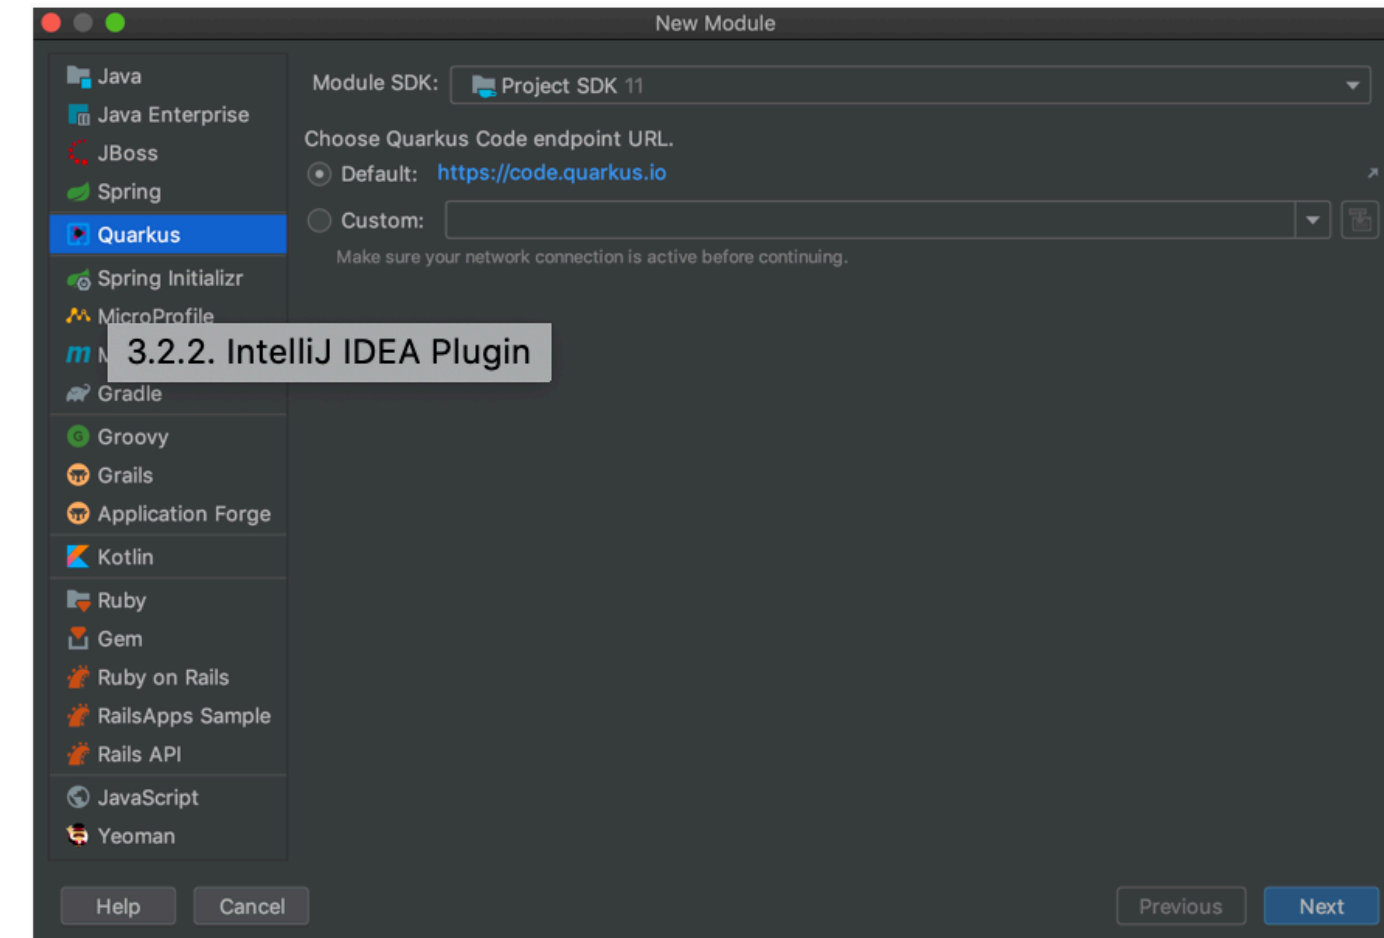 New Module
Java
Java Enterprise
JBoss
Spring
Quarkus
Spring Initializr
MicroProfile
3.2.2. IntelliJ IDEA Plugin
Gradle
Groovy
Grails
Application Forge
Kotlin
Ruby
Gem
Ruby on Rails
RailsApps Sample
Rails API
JavaScript
Yeoman
Module SDK: Project SDK 11
Choose Quarkus Code endpoint URL.
Default: https://code.quarkus.io
Custom:
Make sure your network connection is active before continuing.
Help Cancel Previous Next